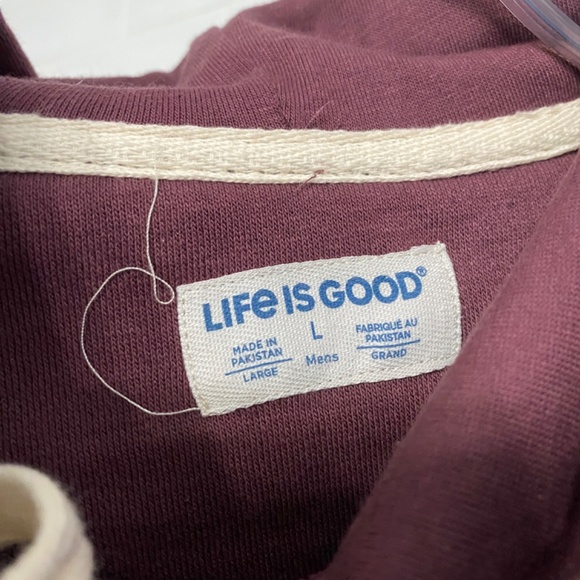 LIFe IS GOOD®
MADE IN
PAKISTAN
LARGE
L
Mens
FABRIQUÉ AU
PAKISTAN
GRAND